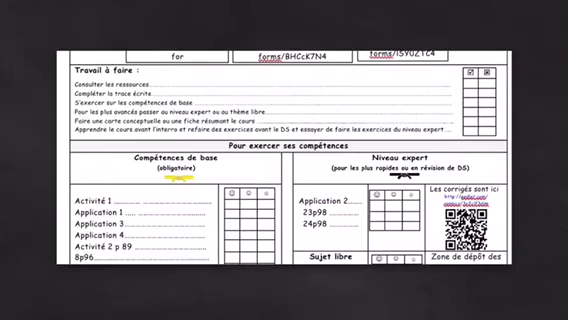 for
forms/BHCcK7N4
Travail à faire :
Consulter les ressources
Compléter la trace écrite
S'exercer sur les compétences de base
Pour les plus avancés passer au niveau expert ou au thème libre
Faire une carte conceptuelle ou une fiche résumant le cours
Apprendre le cours avant l'interro et refaire des exercices avant le DS et essayer de faire les exercices du niveau expert
Pour exercer ses compétences
Compétences de base
(obligatoire)
Activité 1
Application 1
Application 3
Application 4
Activité 2 p 89
8p96
Niveau expert
(pour les plus rapides ou en révision de DS)
Application 2
23p98
24p98
Les corrigés sont ici
Sujet libre
Zone de dépôt des